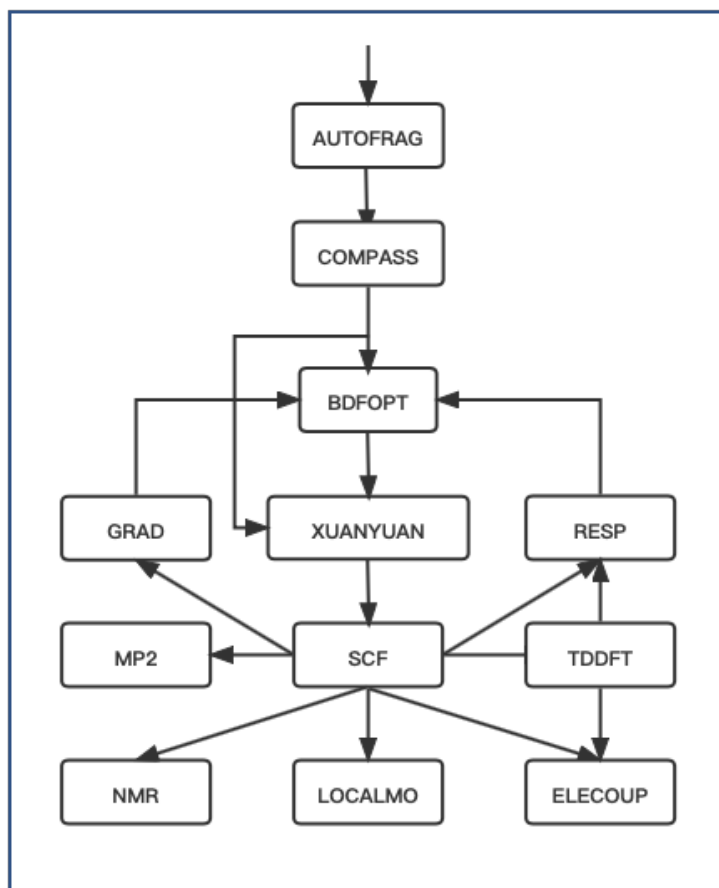 AUTOFRAG
COMPASS
BDFOPT
GRAD
XUANYUAN
RESP
MP2
SCF
TDDFT
NMR
LOCALMO
ELECOUP